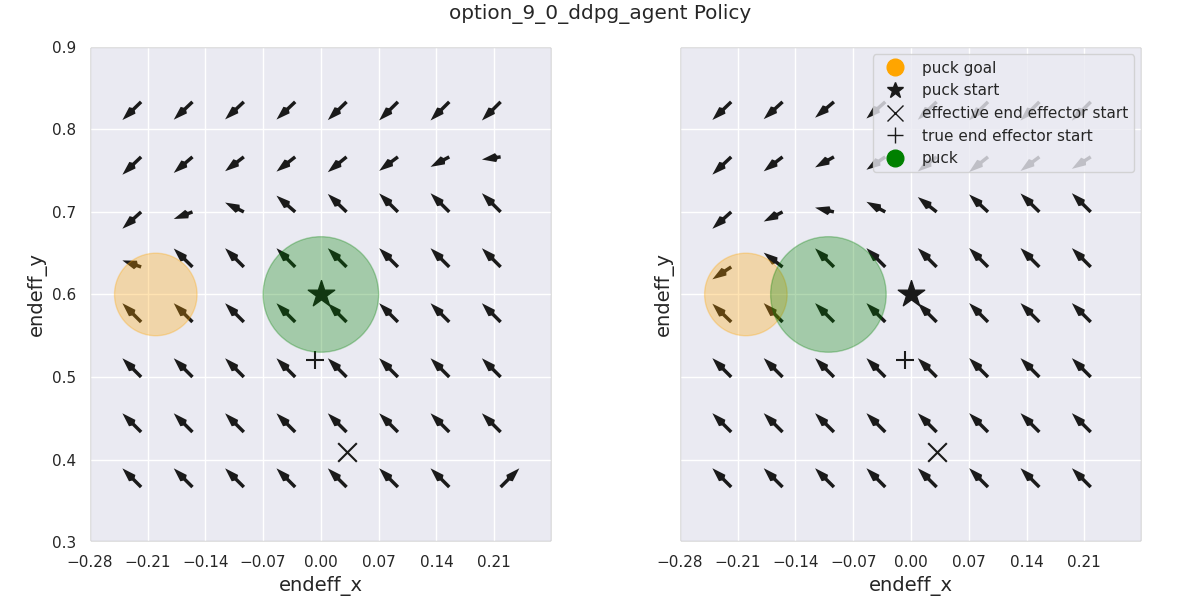 option_9_0_ddpg_agent Policy
0.9
0.8
0.7
0.6
0.5
0.4
0.3
endeff_y
−0.28 −0.21 −0.14 −0.07 0.00 0.07 0.14 0.21
endeff_x
puck goal
puck start
effective end effector start
true end effector start
puck
endeff_y
−0.28 −0.21 −0.14 −0.07 0.00 0.07 0.14 0.21
endeff_x